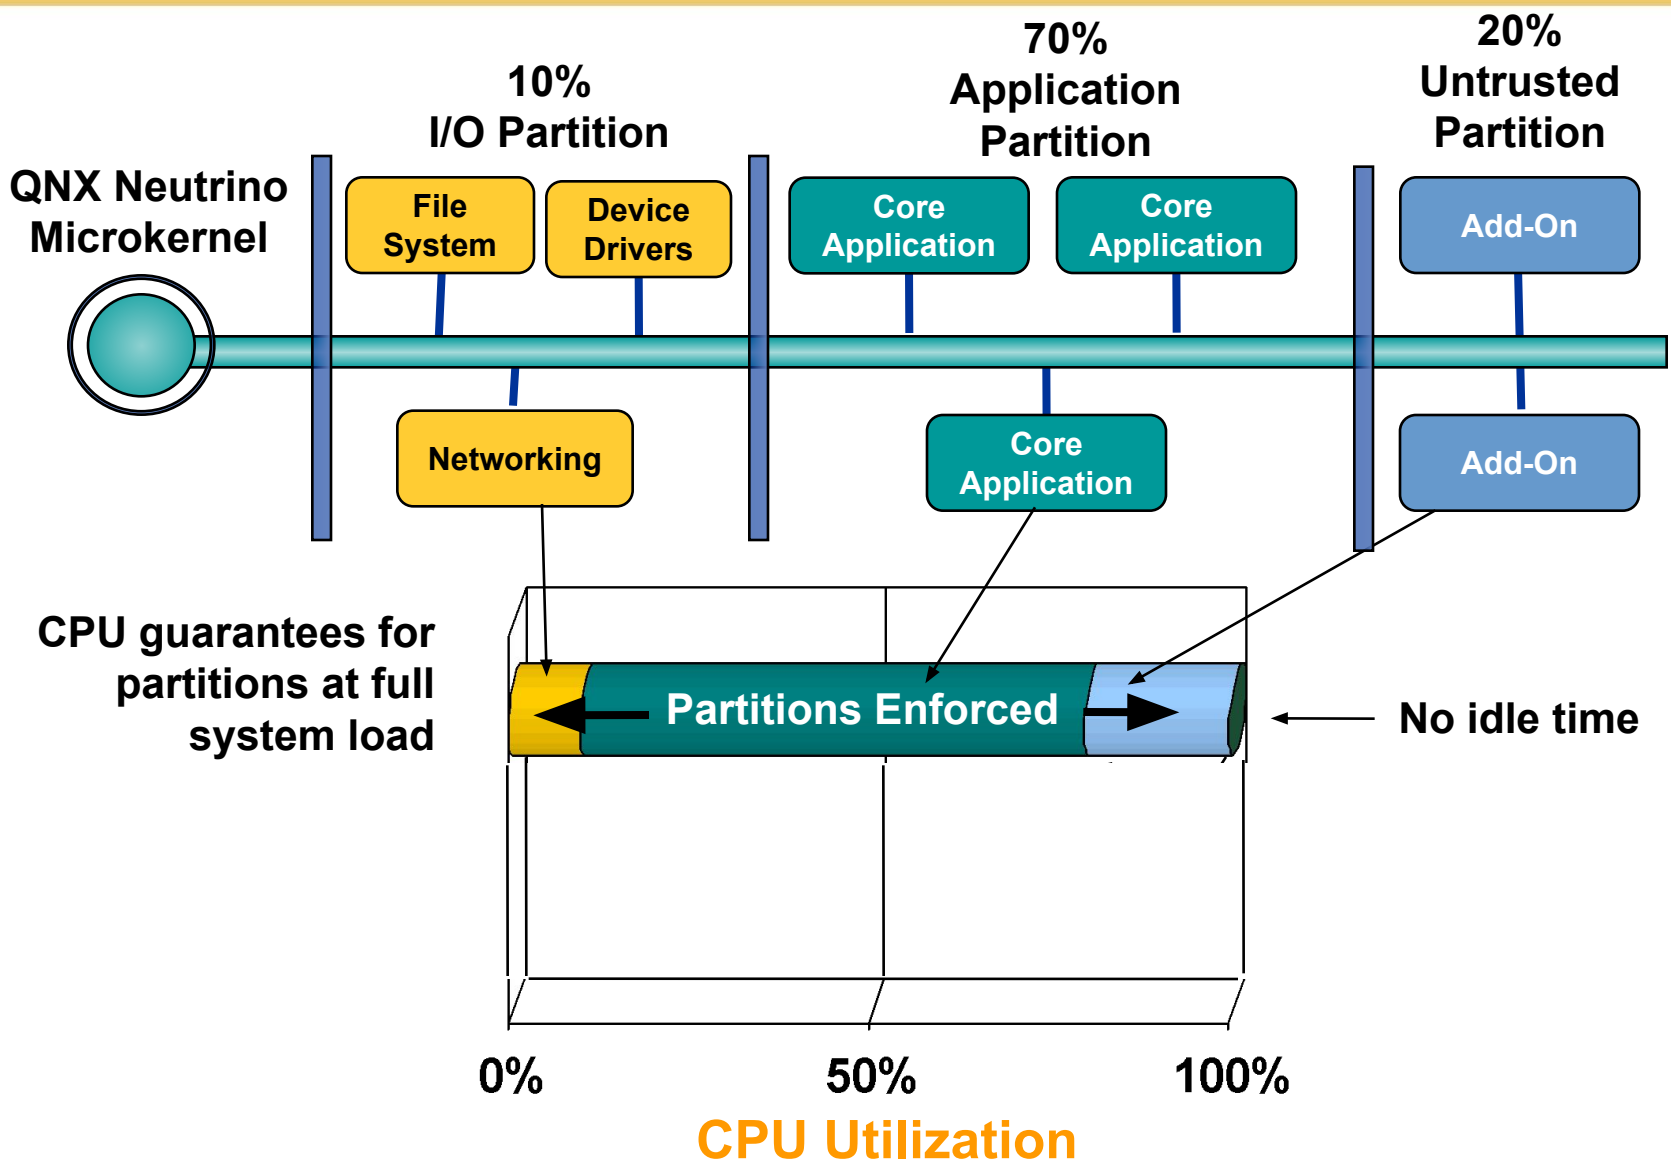 QNX Neutrino
Microkernel
10%
I/O Partition
File
System
Device
Drivers
Networking
70%
Application
Partition
Core
Application
Core
Application
Core
Application
20%
Untrusted
Partition
Add-On
Add-On
CPU guarantees for
partitions at full
system load
Partitions Enforced
No idle time
0%
50%
100%
CPU Utilization